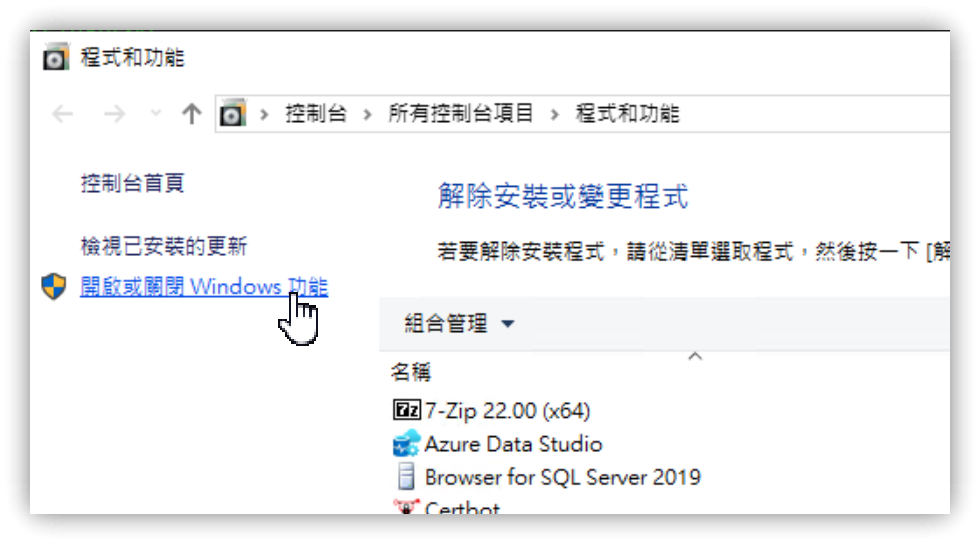 程式和功能
控制台 > 所有控制台項目 > 程式和功能
控制台首頁
解除安裝或變更程式
檢視已安裝的更新
若要解除安裝程式，請從清單選取程式，然後按一下 [解
開啟或關閉 Windows 功能
組合管理
名稱
7-Zip 22.00 (x64)
Azure Data Studio
Browser for SQL Server 2019
Certbot